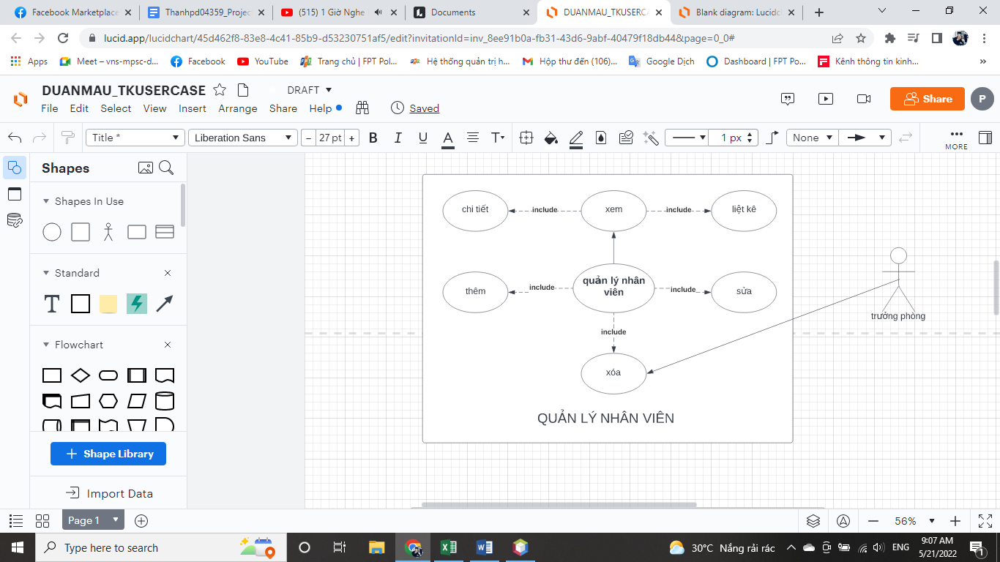 Facebook Marketplace
Thanhpd04359_Projec
(515) 1 Giờ Nghe
Documents
DUANMAU_TKUSERCA
Blank diagram: Lucidch
lucid.app/lucidchart/45d462f8-83e8-4c41-85b9-d53230751af5/edit?invitationId=inv_8ee91b0a-fb31-43d6-9abf-40479f18db44&page=0_0#
Apps
Meet – vns-mpsc-d...
Facebook
YouTube
Trang chủ | FPT Pol...
Hệ thống quản trị h...
Hộp thư đến (106)...
Google Dịch
Dashboard | FPT Po...
Kênh thông tin kinh...
»
DUANMAU_TKUSERCASE
DRAFT
File Edit Select View Insert Arrange Share Help
Saved
Share
P
Title *
Liberation Sans
− 27 pt +
B I U A T
1 px
None
MORE
Shapes
Shapes In Use
Standard
T
Flowchart
+ Shape Library
Import Data
chi tiết
include
xem
include
liệt kê
thêm
include
quản lý nhân
viên
include
sửa
include
xóa
trưởng phòng
QUẢN LÝ NHÂN VIÊN
Page 1
56%
Type here to search
30°C Nắng rải rác
ENG
9:07 AM
5/21/2022
1